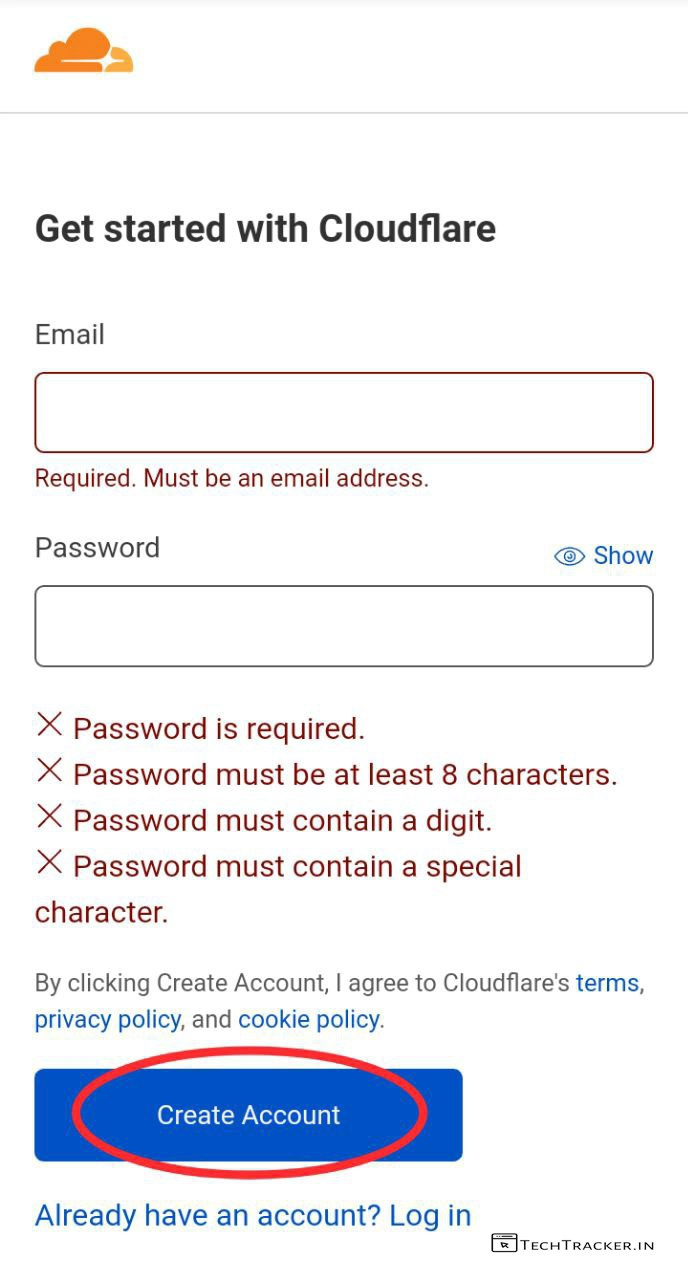 Get started with Cloudflare
Email
Required. Must be an email address.
Password
Show
Password is required.
Password must be at least 8 characters.
Password must contain a digit.
Password must contain a special
character.
By clicking Create Account, I agree to Cloudflare's terms,
privacy policy, and cookie policy.
Create Account
Already have an account? Log in
TECHTRACKER.IN